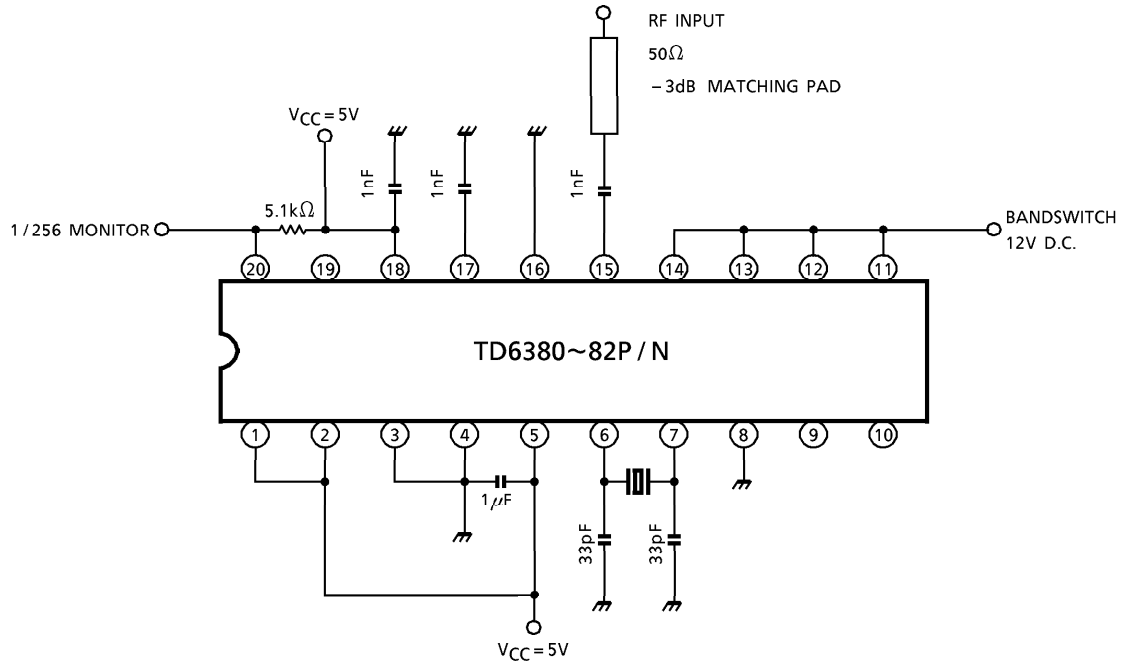 RF INPUT
50Ω
−3dB MATCHING PAD
VCC=5V
1nF
1nF
1nF
5.1kΩ
1/256 MONITOR
BANDSWITCH
12V D.C.
20 19 18 17 16 15 14 13 12 11
TD6380~82P/N
1 2 3 4 5 6 7 8 9 10
1μF
33pF
33pF
VCC=5V